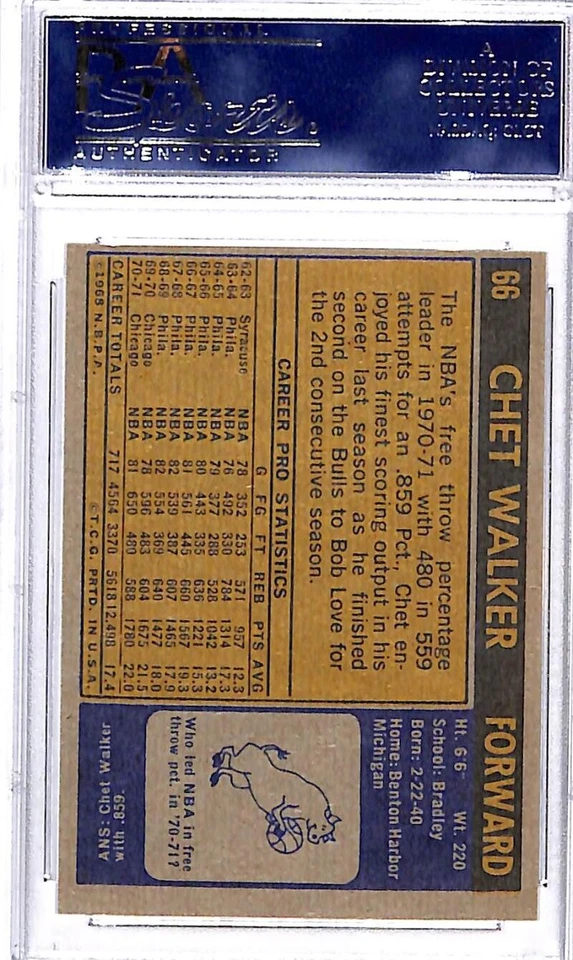 PROFESSIONAL
PSA
Sports
AUTHENTICATOR
A
DIVISION OF
COLLECTORS
UNIVERSE
NASDAQ: CLCT
66 CHET WALKER FORWARD
The NBA's free throw percentage
leader in 1970-71 with 480 in 559
attempts for an .859 Pct., Chet en-
joyed his finest scoring output in his
career last season as he finished
second on the Bulls to Bob Love for
the 2nd consecutive season.
CAREER PRO STATISTICS
G FG FT REB PTS AVG
62-63 Syracuse NBA 78 352 253 571 957 12.3
63-64 Phila. NBA 76 492 330 784 1314 17.3
64-65 Phila. NBA 79 377 288 528 1042 13.2
65-66 Phila. NBA 80 443 335 636 1221 15.3
66-67 Phila. NBA 81 561 445 660 1567 19.3
67-68 Phila. NBA 82 539 387 607 1465 17.9
68-69 Phila. NBA 82 554 369 640 1477 18.0
69-70 Chicago NBA 78 596 483 604 1675 21.5
70-71 Chicago NBA 81 650 480 588 1780 22.0
CAREER TOTALS 717 4564 3370 5618 12,498 17.4
©1968 N.B.P.A. ©T.C.G. PRTD. IN U.S.A.
Ht. 6'6" Wt. 220
School: Bradley
Born: 2-22-40
Home: Benton Harbor
Michigan
Who led NBA in free
throw pct. in '70-71?
ANS: Chet Walker
with .859.